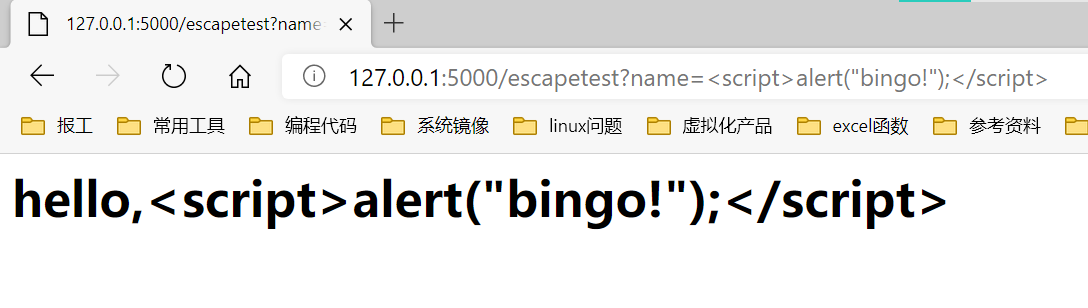 127.0.0.1:5000/escapetest?name
127.0.0.1:5000/escapetest?name=<script>alert("bingo!");</script>
报工 常用工具 编程代码 系统镜像 linux问题 虚拟化产品 excel函数 参考资料
hello,<script>alert("bingo!");</script>